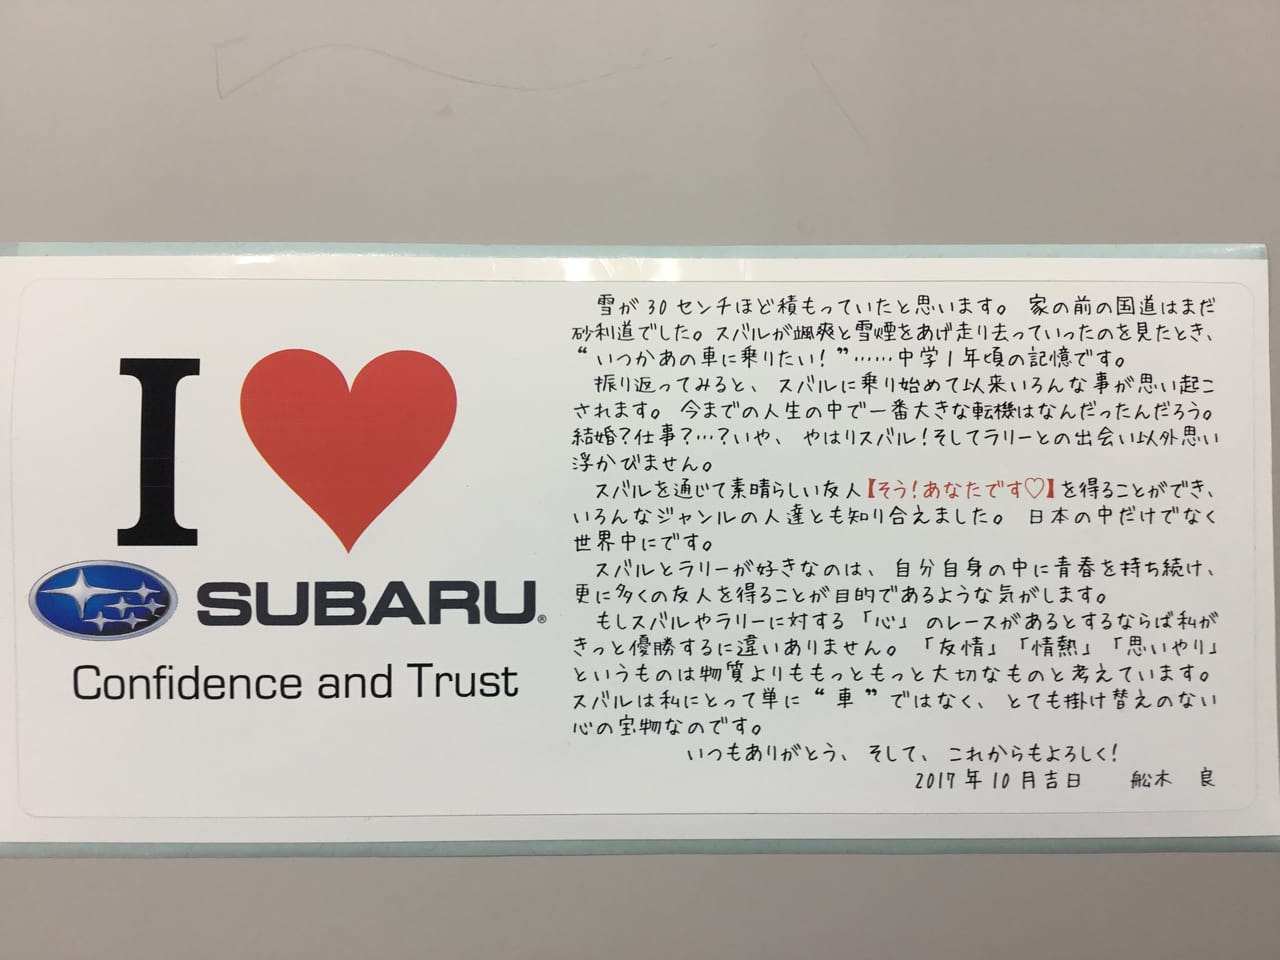 I ♥
SUBARU®
Confidence and Trust
雪が30センチほど積もっていたと思います。 家の前の国道はまだ
砂利道でした。スバルが颯爽と雪煙をあげ走り去っていったのを見たとき、
“いつかあの車に乗りたい！”……中学1年頃の記憶です。
振り返ってみると、スバルに乗り始めて以来いろんな事が思い起こ
されます。 今までの人生の中で一番大きな転機はなんだったんだろう。
結婚？仕事？…？いや、やはりスバル！そしてラリーとの出会い以外思い
浮かびません。
スバルを通じて素晴らしい友人【そう！あなたです♡】を得ることができ、
いろんなジャンルの人達とも知り合えました。 日本の中だけでなく
世界中にです。
スバルとラリーが好きなのは、自分自身の中に青春を持ち続け、
更に多くの友人を得ることが目的であるような気がします。
もしスバルやラリーに対する「心」のレースがあるとするならば私が
きっと優勝するに違いありません。「友情」「情熱」「思いやり」
というものは物質よりももっともっと大切なものと考えています。
スバルは私にとって単に“車”ではなく、とても掛け替えのない
心の宝物なのです。
いつもありがとう、そして、これからもよろしく！
2017年10月吉日 舩木 良